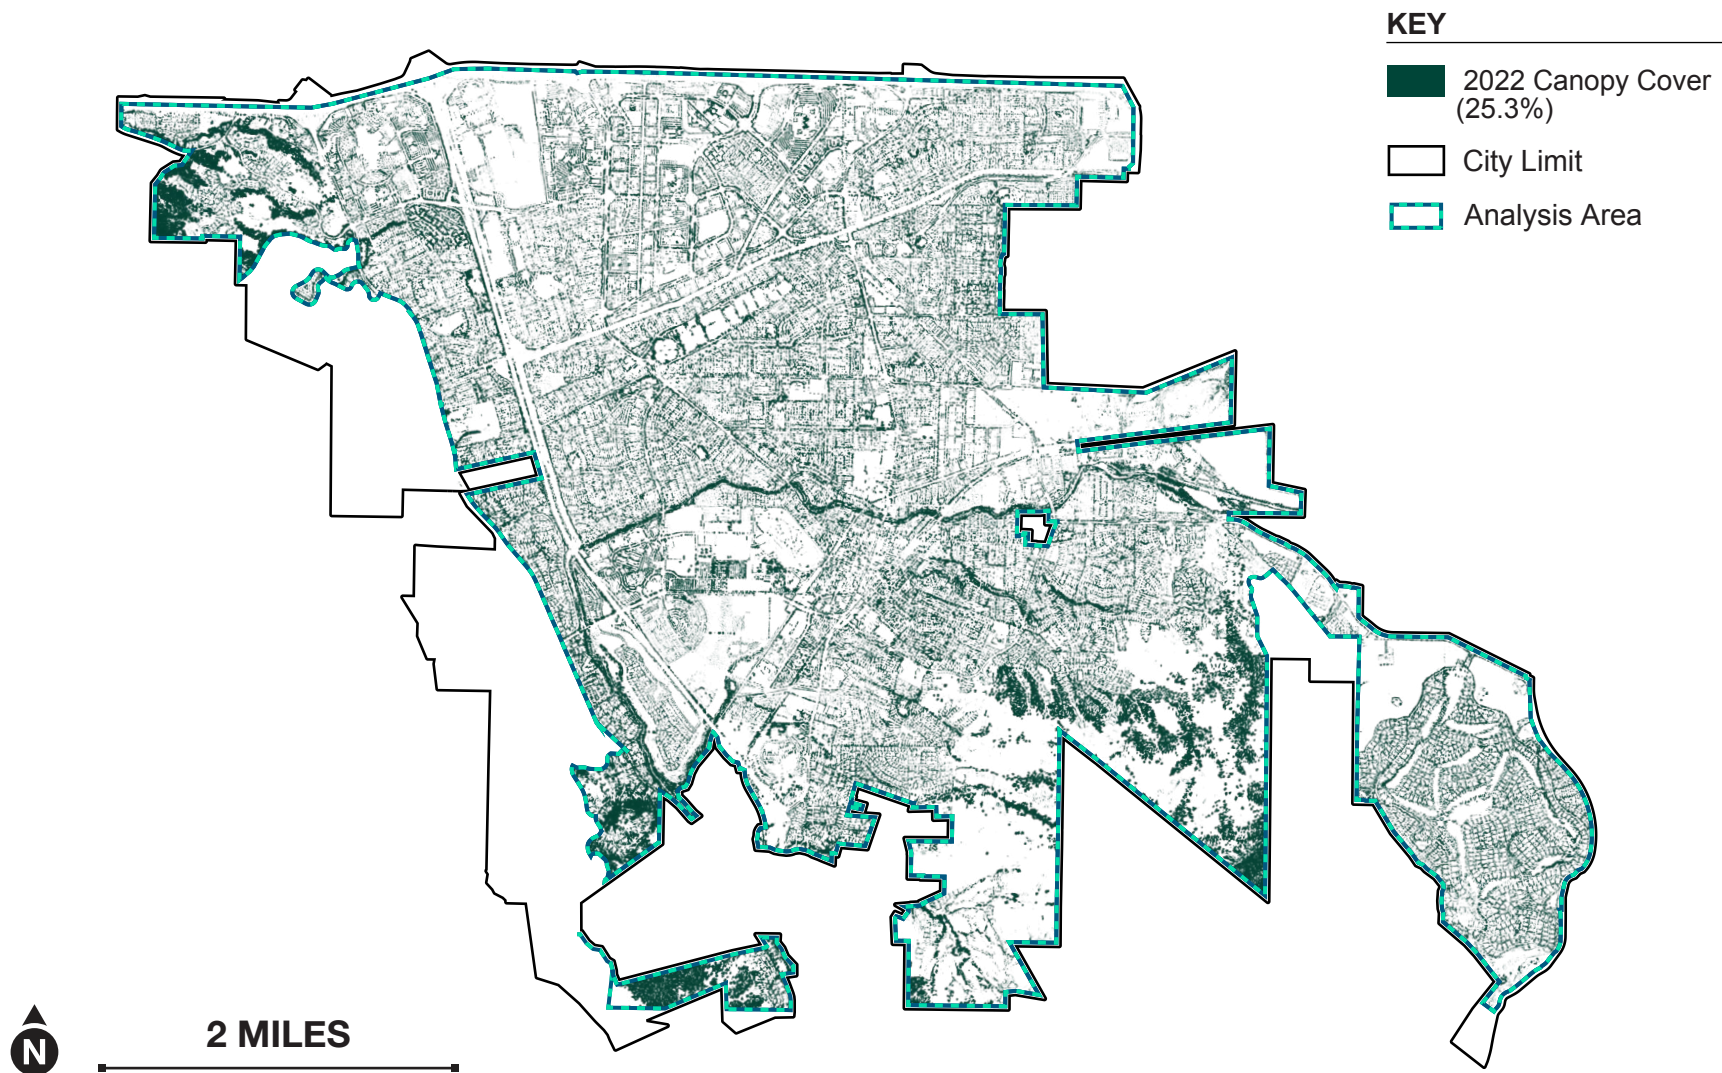 KEY
2022 Canopy Cover
(25.3%)
City Limit
Analysis Area
2 MILES
N